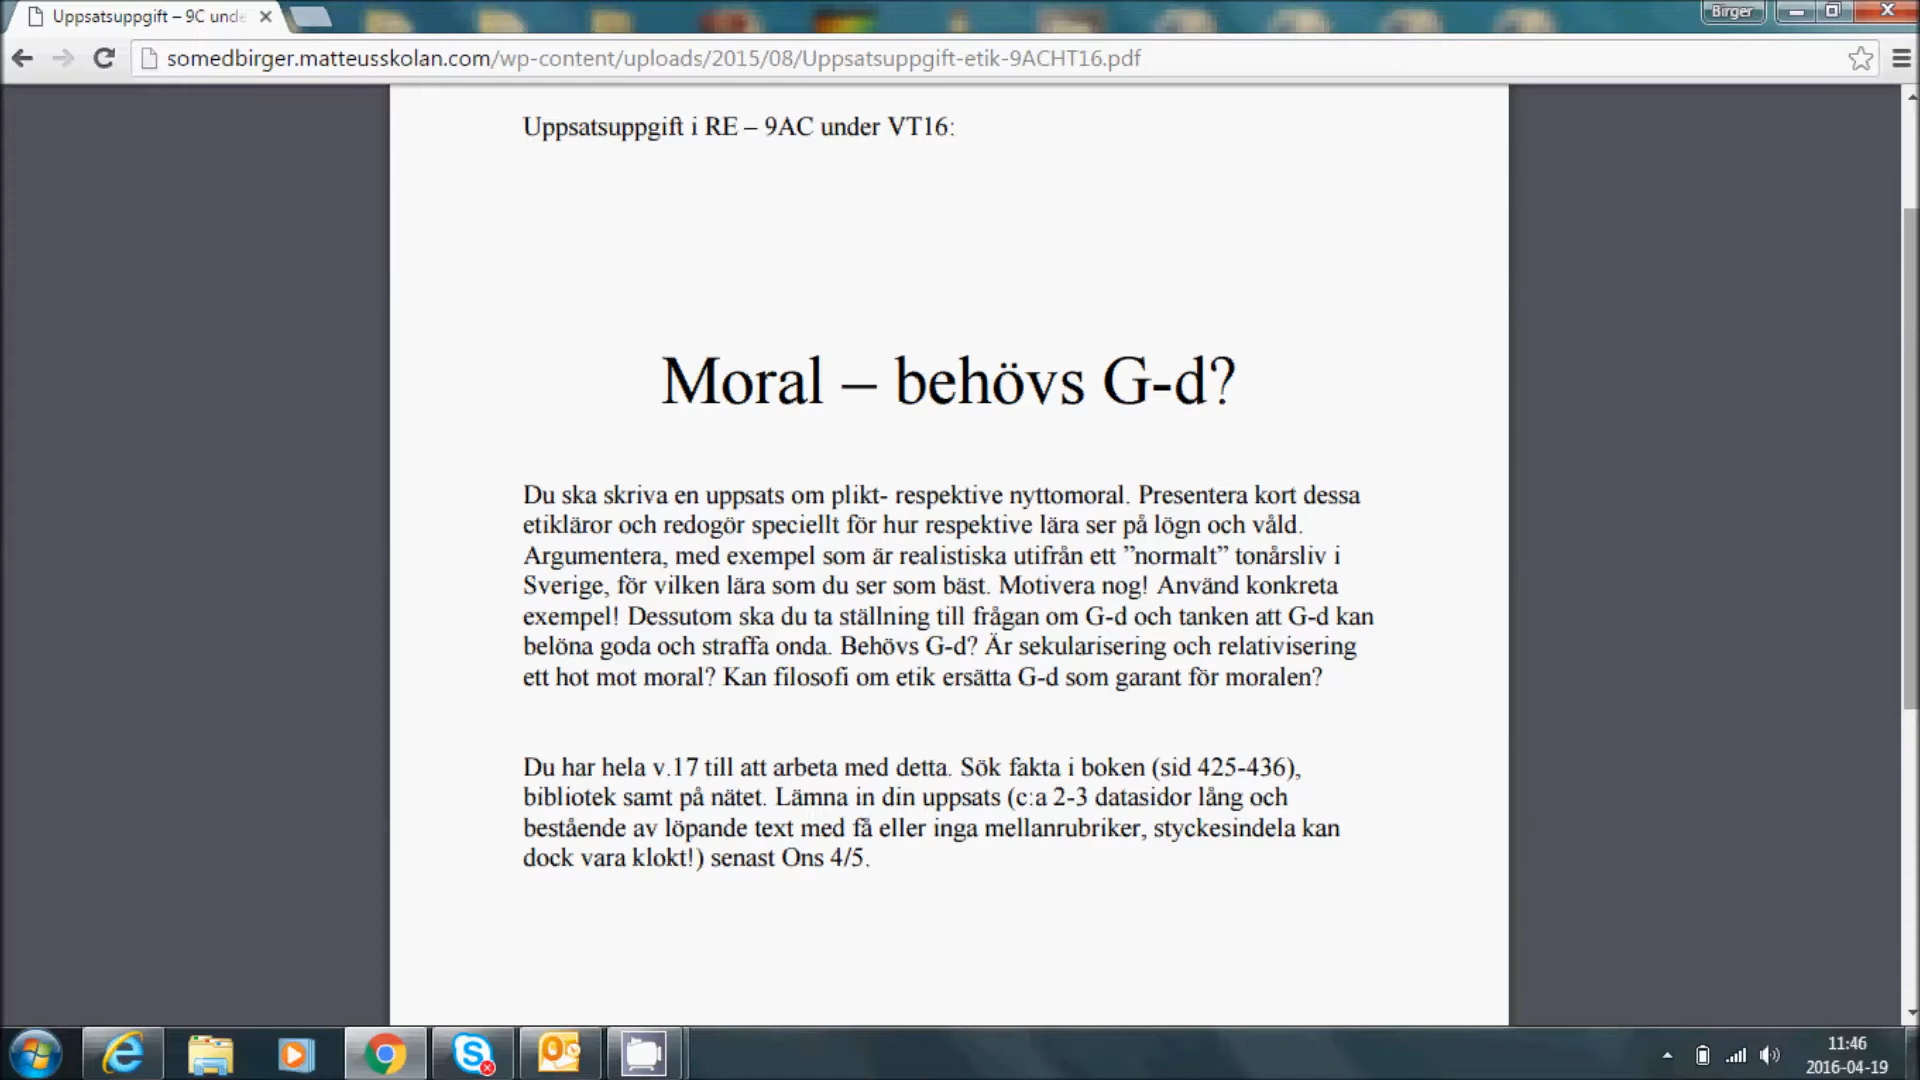 Uppsatsuppgift – 9C unde
Birger
somedbirger.matteusskolan.com/wp-content/uploads/2015/08/Uppsatsuppgift-etik-9ACHT16.pdf
Uppsatsuppgift i RE – 9AC under VT16:
Moral – behövs G-d?
Du ska skriva en uppsats om plikt- respektive nyttomoral. Presentera kort dessa
etikläror och redogör speciellt för hur respektive lära ser på lögn och våld.
Argumentera, med exempel som är realistiska utifrån ett ”normalt” tonårsliv i
Sverige, för vilken lära som du ser som bäst. Motivera nog! Använd konkreta
exempel! Dessutom ska du ta ställning till frågan om G-d och tanken att G-d kan
belöna goda och straffa onda. Behövs G-d? Är sekularisering och relativisering
ett hot mot moral? Kan filosofi om etik ersätta G-d som garant för moralen?
Du har hela v.17 till att arbeta med detta. Sök fakta i boken (sid 425-436),
bibliotek samt på nätet. Lämna in din uppsats (c:a 2-3 datasidor lång och
bestående av löpande text med få eller inga mellanrubriker, styckesindela kan
dock vara klokt!) senast Ons 4/5.
11:46
2016-04-19